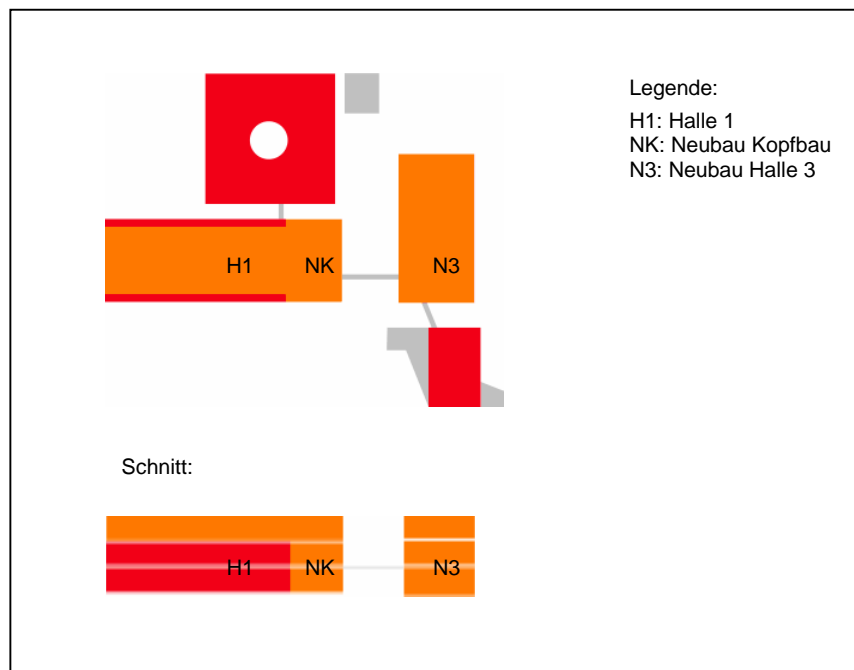 Legende:
H1: Halle 1
NK: Neubau Kopfbau
N3: Neubau Halle 3
H1 NK N3
Schnitt:
H1 NK N3